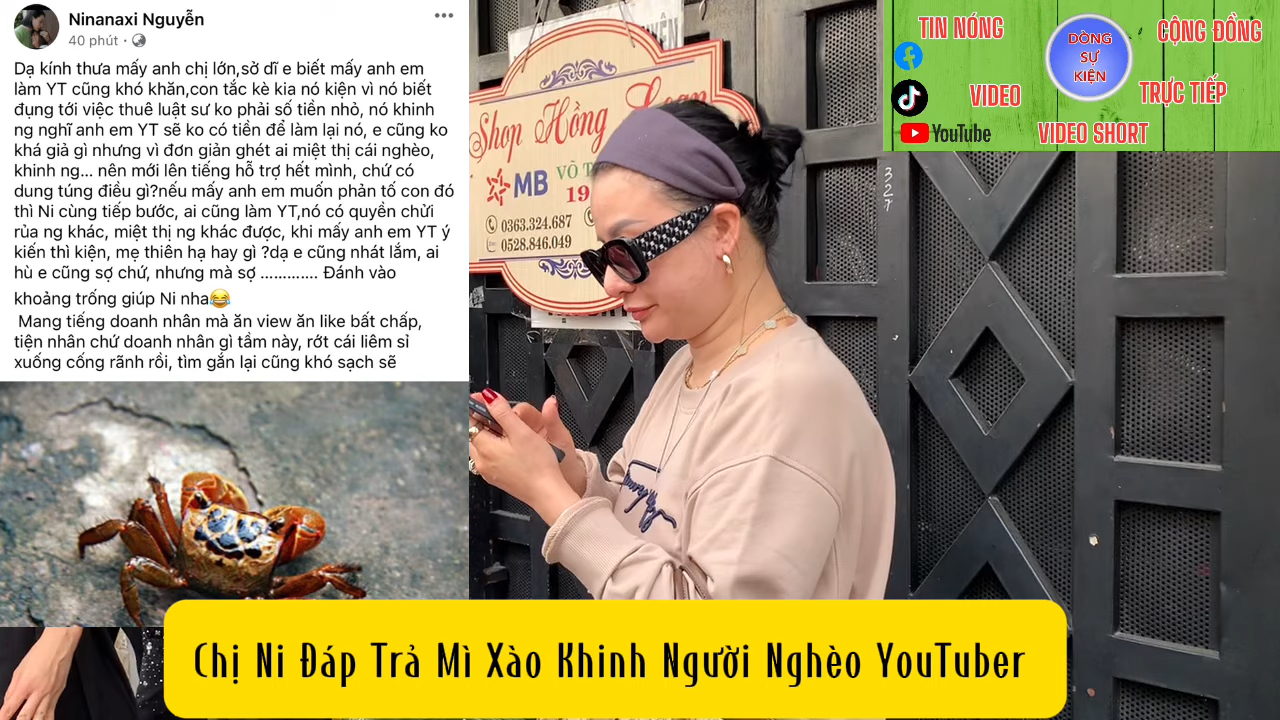 Ninanaxi Nguyễn
40 phút ·
Dạ kính thưa mấy anh chị lớn,sở dĩ e biết mấy anh em
làm YT cũng khó khăn,con tắc kè kia nó kiện vì nó biết
đụng tới việc thuê luật sư ko phải số tiền nhỏ, nó khinh
ng nghĩ anh em YT sẽ ko có tiền để làm lại nó, e cũng ko
khá giả gì nhưng vì đơn giản ghét ai miệt thị cái nghèo,
khinh ng... nên mới lên tiếng hỗ trợ hết mình, chứ có
dung túng điều gì?nếu mấy anh em muốn phản tố con đó
thì Ni cùng tiếp bước, ai cũng làm YT,nó có quyền chửi
rủa ng khác, miệt thị ng khác được, khi mấy anh em YT ý
kiến thì kiện, mẹ thiên hạ hay gì ?dạ e cũng nhát lắm, ai
hù e cũng sợ chứ, nhưng mà sợ ............. Đánh vào
khoảng trống giúp Ni nha😂
Mang tiếng doanh nhân mà ăn view ăn like bất chấp,
tiện nhân chứ doanh nhân gì tầm này, rớt cái liêm sỉ
xuống cống rãnh rồi, tìm gắn lại cũng khó sạch sẽ
Shop Hồng Loan
MB
VÕ T
19
0363.324.687
0528.846.049
327
TIN NÓNG
CỘNG ĐỒNG
DÒNG
SỰ
KIỆN
VIDEO
TRỰC TIẾP
YouTube
VIDEO SHORT
Chị Ni Đáp Trả Mì Xào Khinh Người Nghèo YouTuber